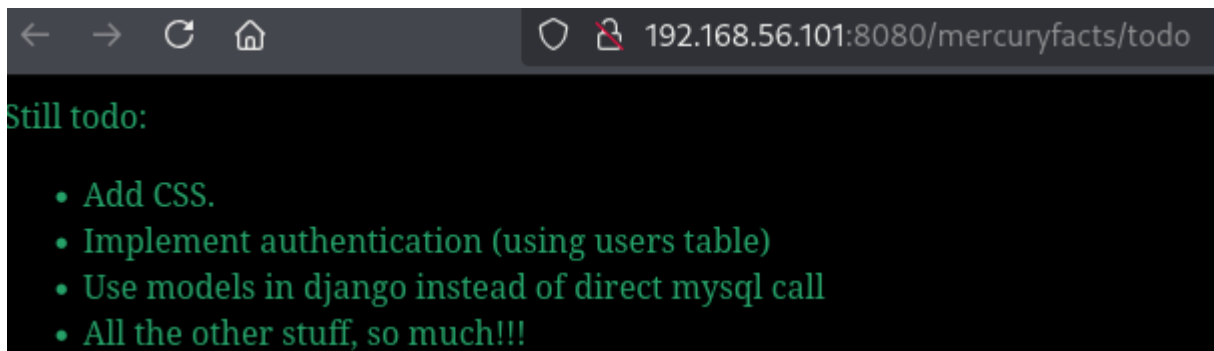 192.168.56.101:8080/mercuryfacts/todo
Still todo:
• Add CSS.
• Implement authentication (using users table)
• Use models in django instead of direct mysql call
• All the other stuff, so much!!!